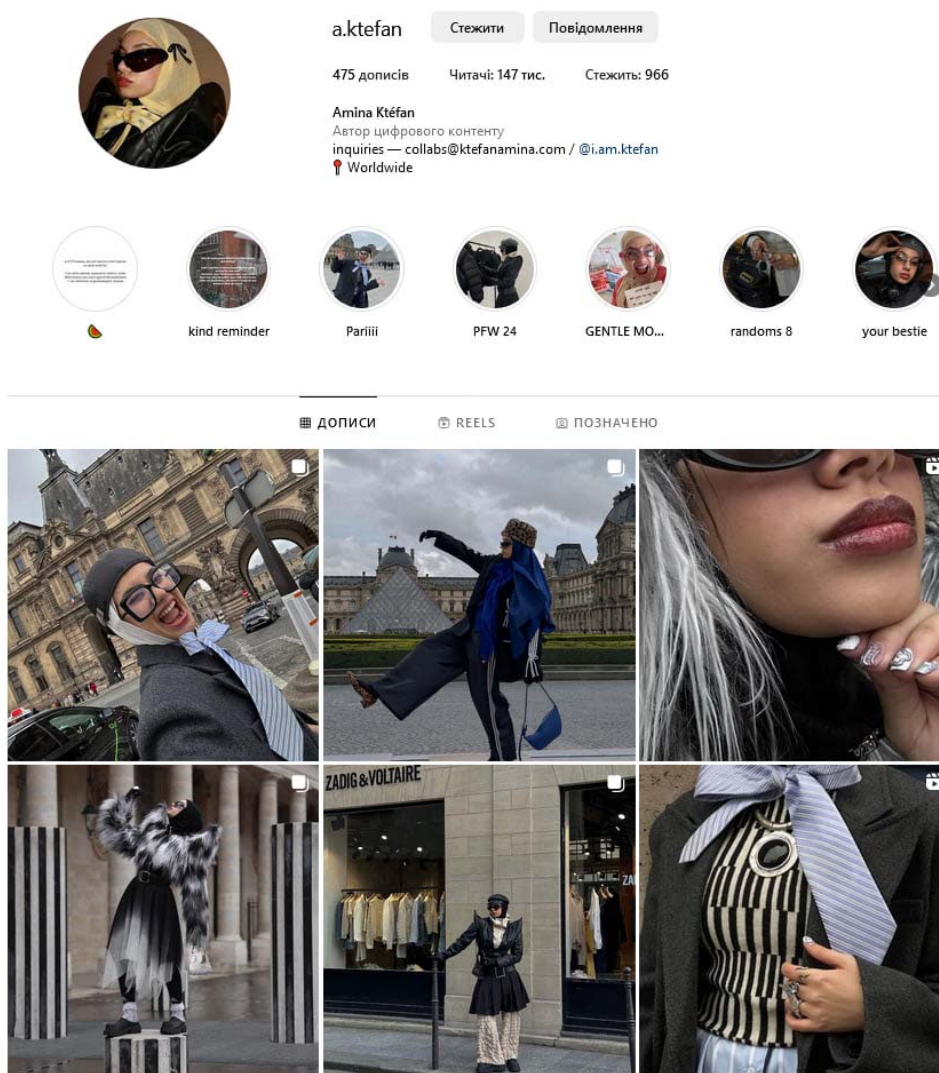 a.ktefan Стежити Повідомлення
475 дописів Читачі: 147 тис. Стежить: 966
Amina Ktéfan
Автор цифрового контенту
inquiries — collabs@ktefanamina.com / @i.am.ktefan
Worldwide
kind reminder Pariiii PFW 24 GENTLE MO... randoms 8 your bestie
ДОПИСИ REELS ПОЗНАЧЕНО
ZADIG & VOLTAIRE
ZA